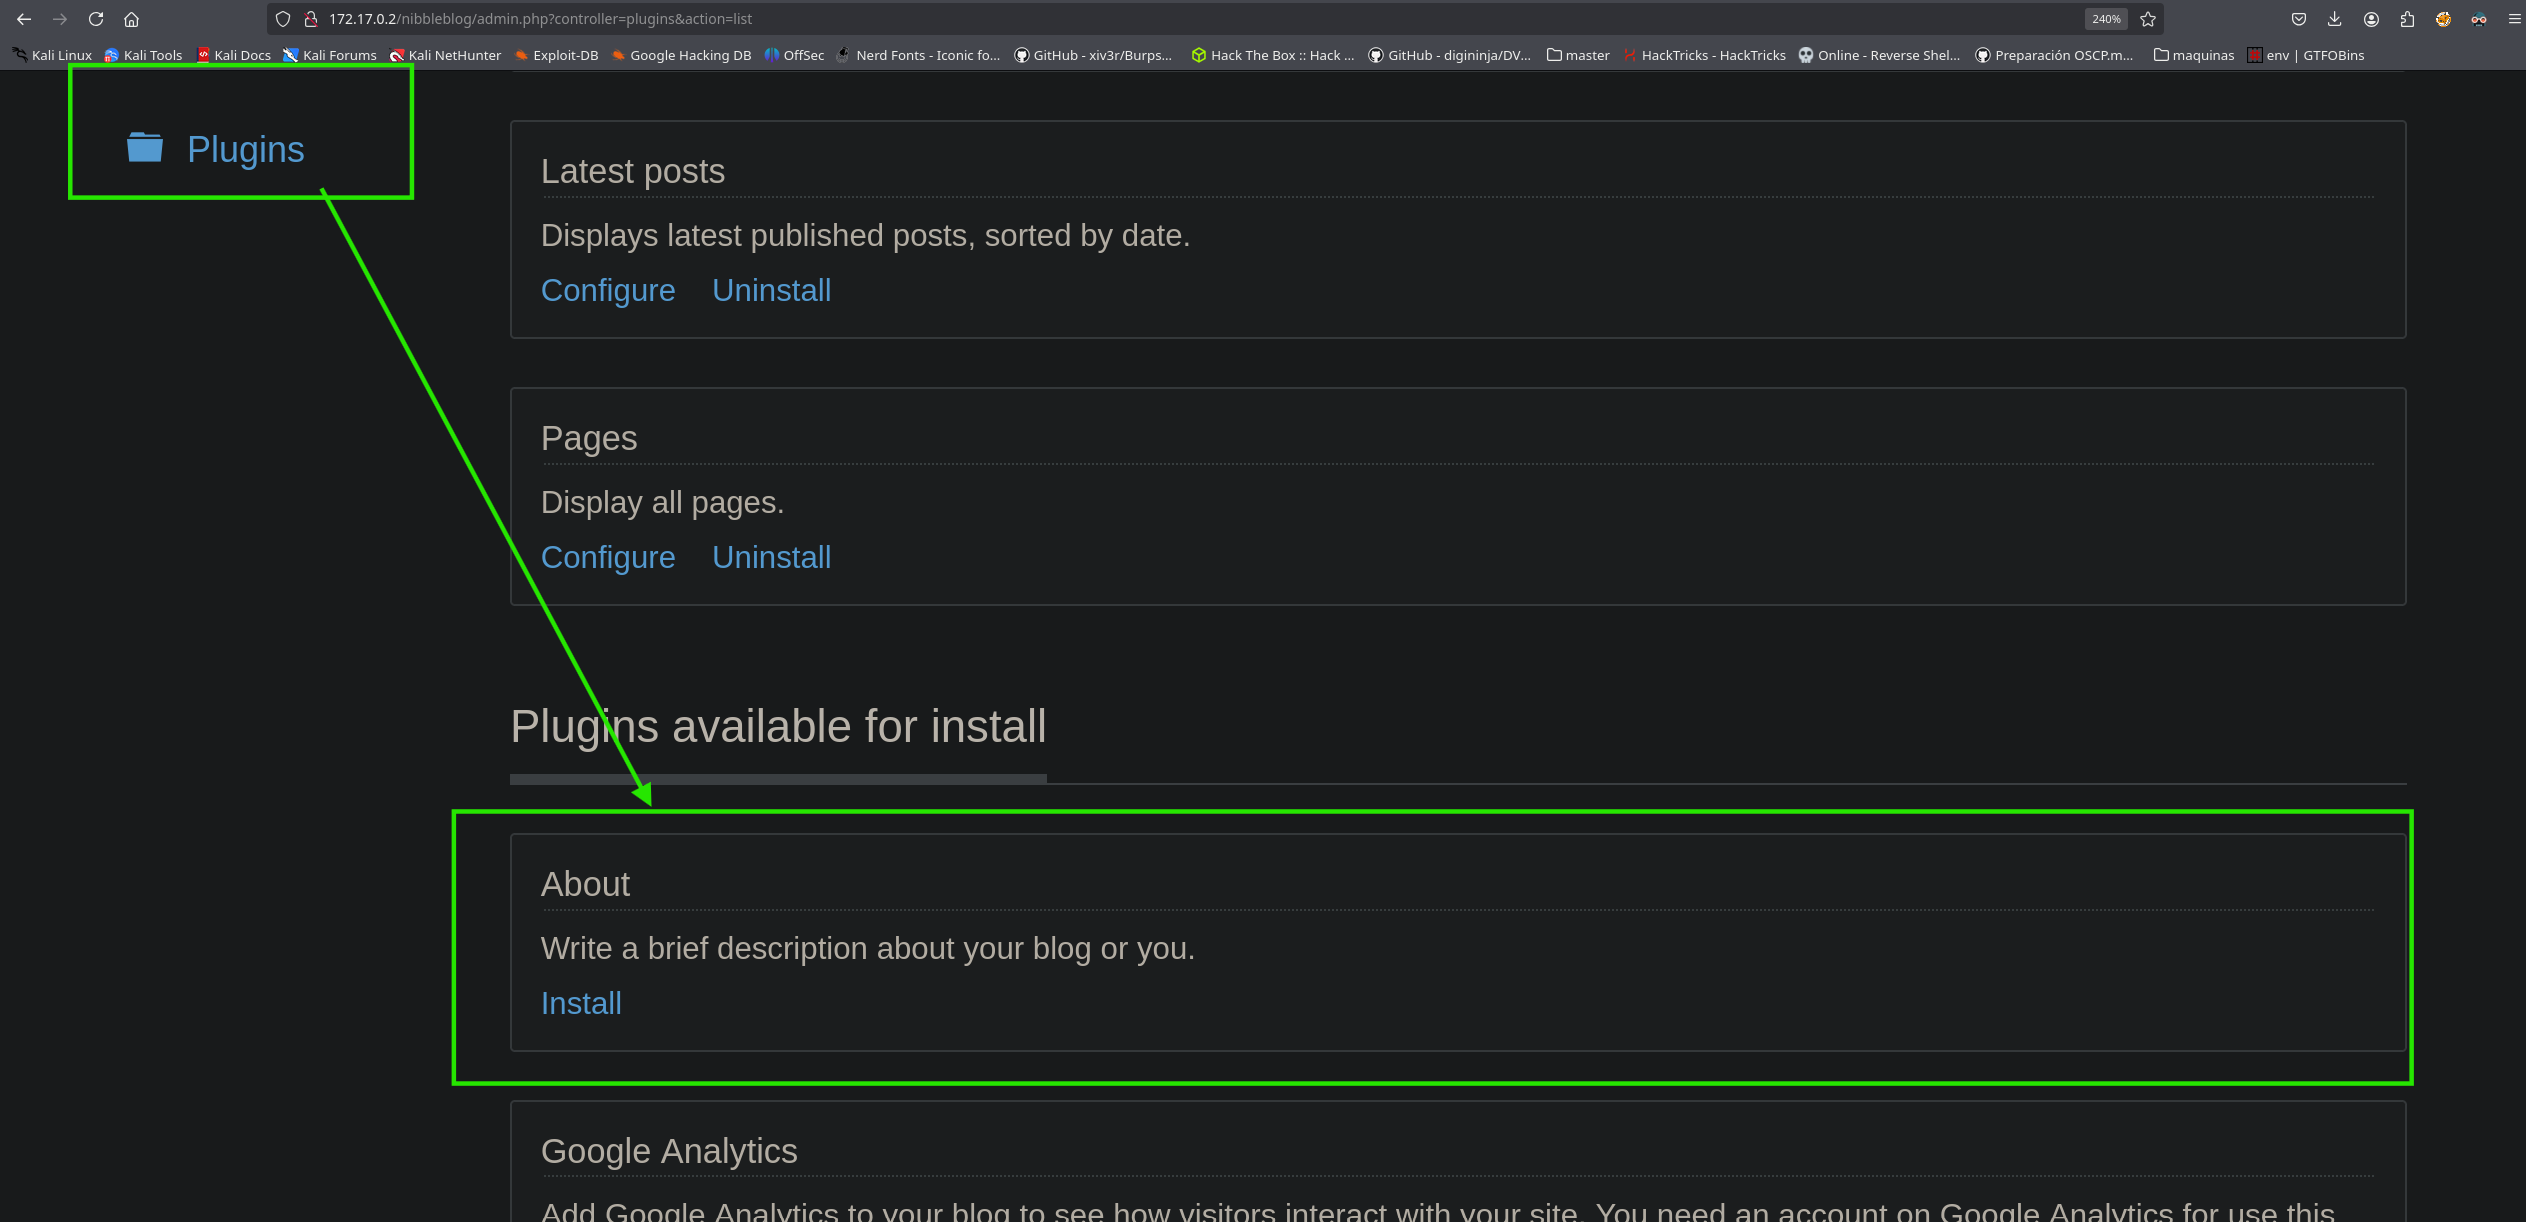 172.17.0.2/nibbleblog/admin.php?controller=plugins&action=list
240%
Kali Linux Kali Tools Kali Docs Kali Forums Kali NetHunter Exploit-DB Google Hacking DB OffSec Nerd Fonts - Iconic fo... GitHub - xiv3r/Burps... Hack The Box :: Hack ... GitHub - digininja/DV... master HackTricks - HackTricks Online - Reverse Shel... Preparación OSCP.m... maquinas env | GTFOBins
Plugins
Latest posts
Displays latest published posts, sorted by date.
Configure Uninstall
Pages
Display all pages.
Configure Uninstall
Plugins available for install
About
Write a brief description about your blog or you.
Install
Google Analytics
Add Google Analytics to your blog to see how visitors interact with your site. You need an account on Google Analytics for use this